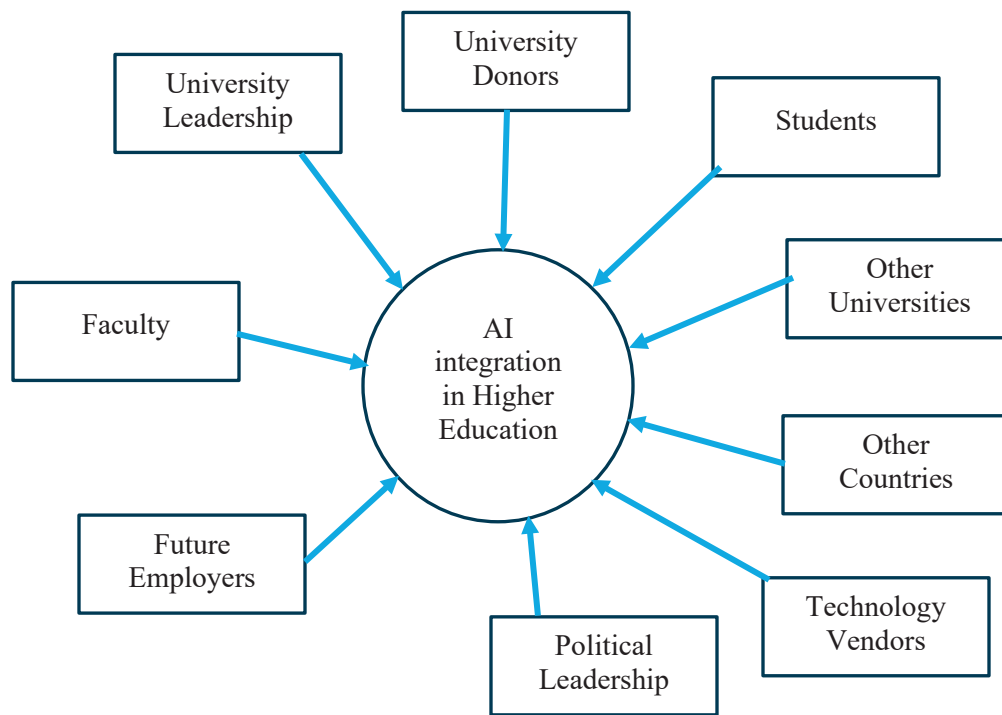 University
Donors
University
Leadership
Students
Other
Universities
Faculty
AI
integration
in Higher
Education
Other
Countries
Future
Employers
Technology
Vendors
Political
Leadership